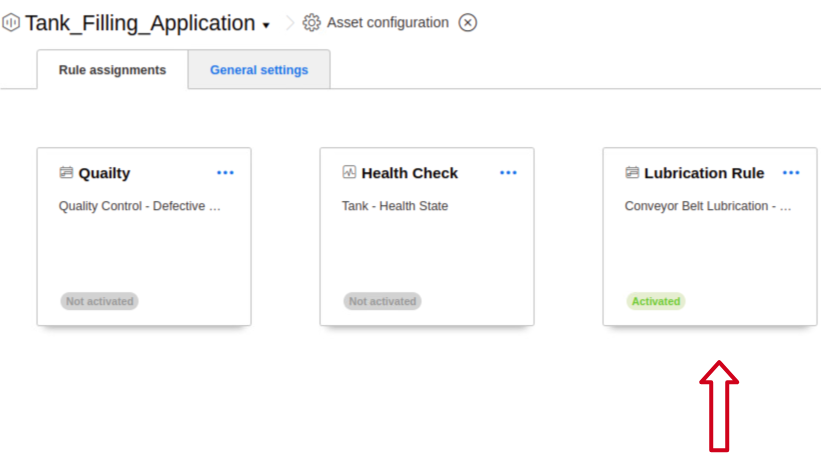 Tank_Filling_Application
Asset configuration
Rule assignments
General settings
Quailty
Quality Control - Defective ...
Not activated
Health Check
Tank - Health State
Not activated
Lubrication Rule
Conveyor Belt Lubrication - ...
Activated